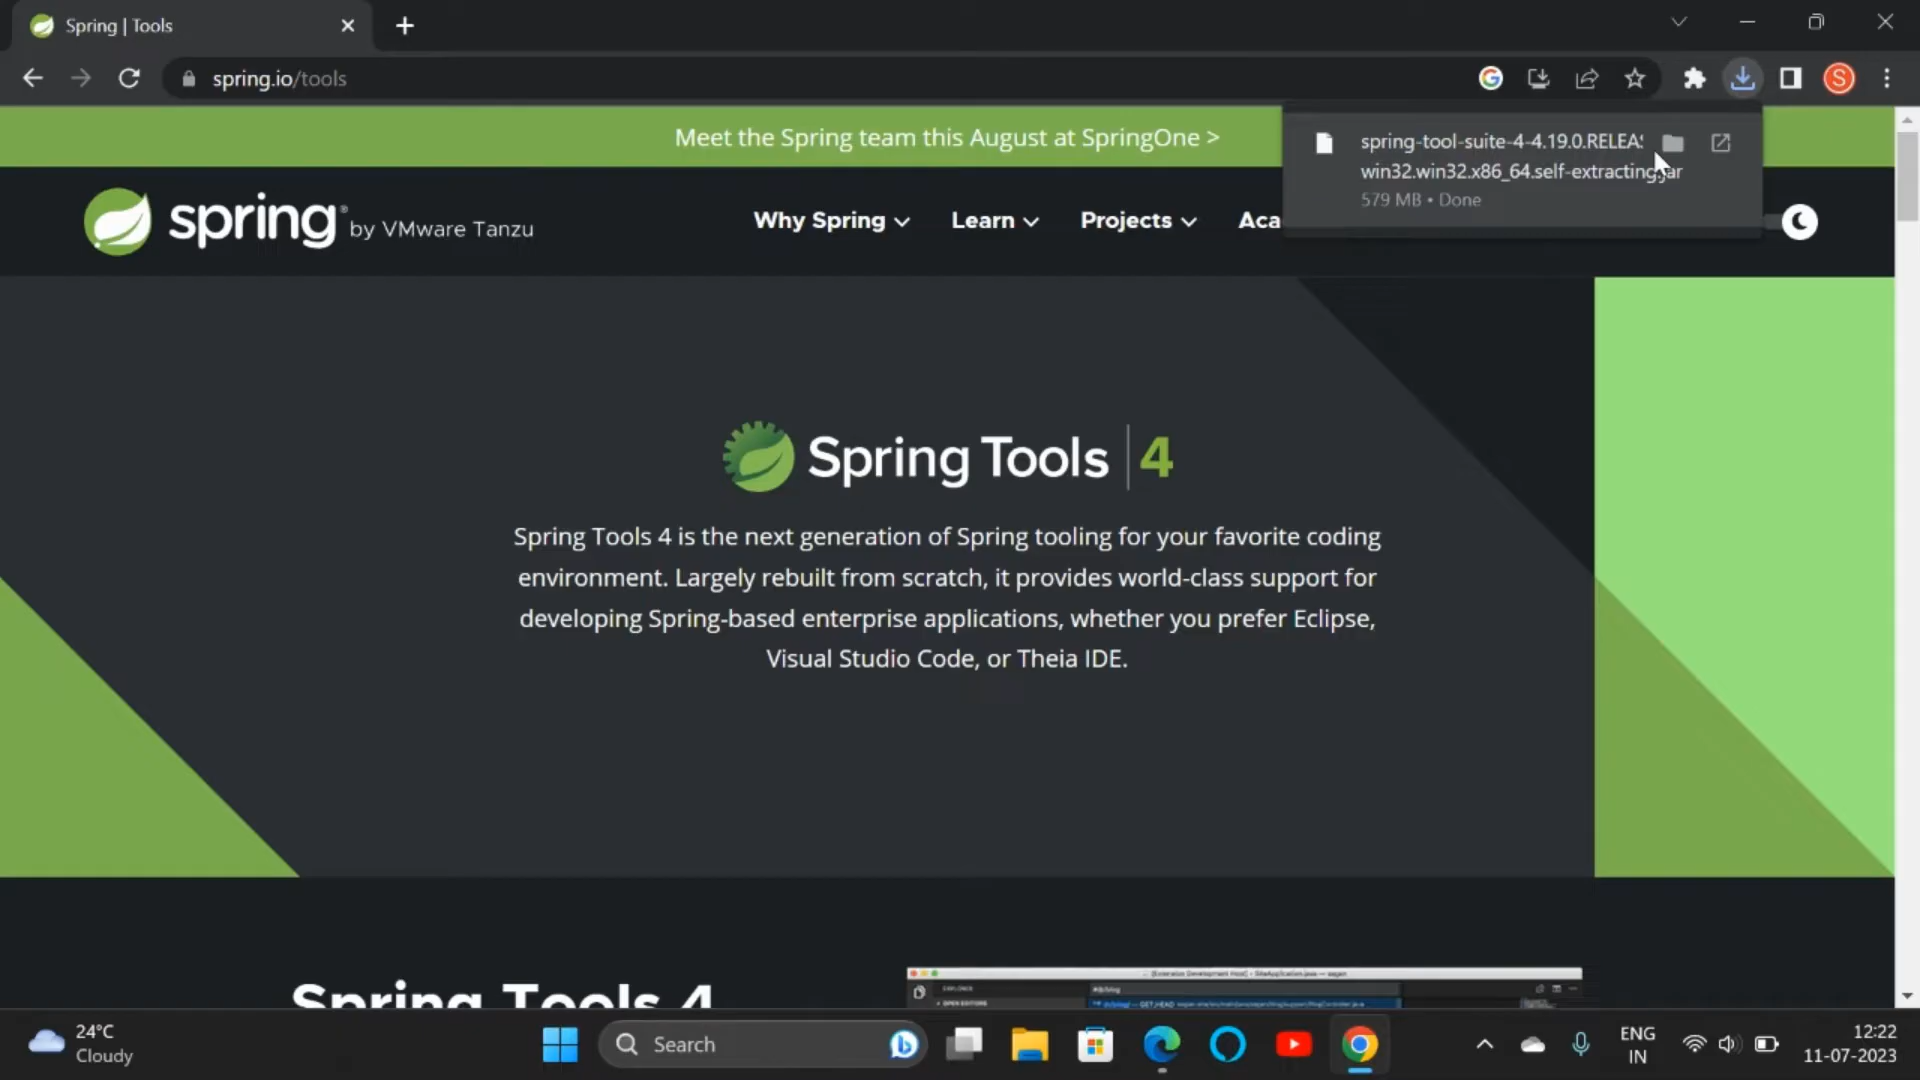 Spring | Tools
spring.io/tools
Meet the Spring team this August at SpringOne >
spring-tool-suite-4-4.19.0.RELEAS
win32.win32.x86_64.self-extracting.jar
579 MB • Done
spring® by VMware Tanzu
Why Spring
Learn
Projects
Aca
S
Spring Tools | 4
Spring Tools 4 is the next generation of Spring tooling for your favorite coding
environment. Largely rebuilt from scratch, it provides world-class support for
developing Spring-based enterprise applications, whether you prefer Eclipse,
Visual Studio Code, or Theia IDE.
Spring Tools 4
EXPLORER
OPEN EDITORS
24°C
Cloudy
Search
ENG
IN
12:22
11-07-2023